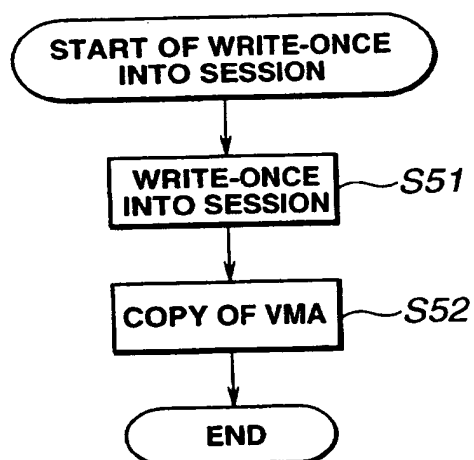 START OF WRITE-ONCE
INTO SESSION
WRITE-ONCE
INTO SESSION
S51
COPY OF VMA
S52
END